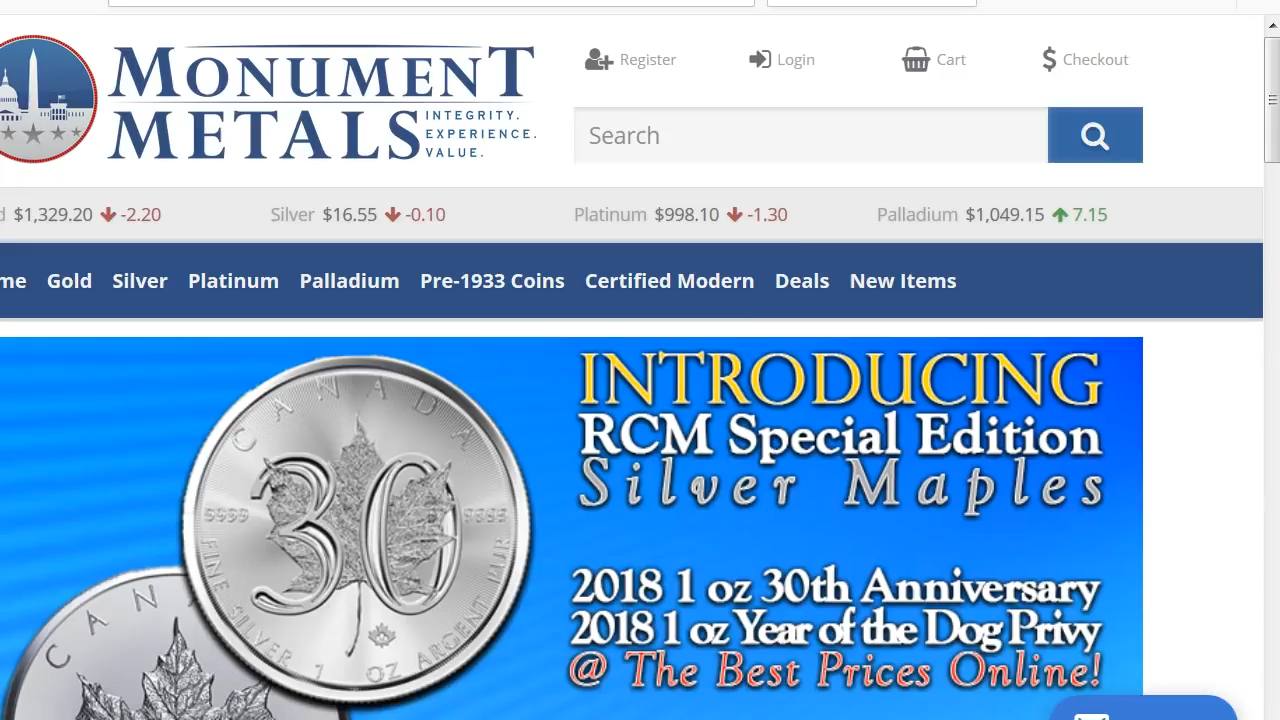 MONUMENT
METALS
INTEGRITY.
EXPERIENCE.
VALUE.
Register
Login
Cart
Checkout
Search
d $1,329.20 -2.20
Silver $16.55 -0.10
Platinum $998.10 -1.30
Palladium $1,049.15 7.15
me Gold Silver Platinum Palladium Pre-1933 Coins Certified Modern Deals New Items
CANADA
30
9999 9999
FINE SILVER 1 OZ ARGENT PUR
CANA
INTRODUCING
RCM Special Edition
Silver Maples
2018 1 oz 30th Anniversary
2018 1 oz Year of the Dog Privy
@ The Best Prices Online!